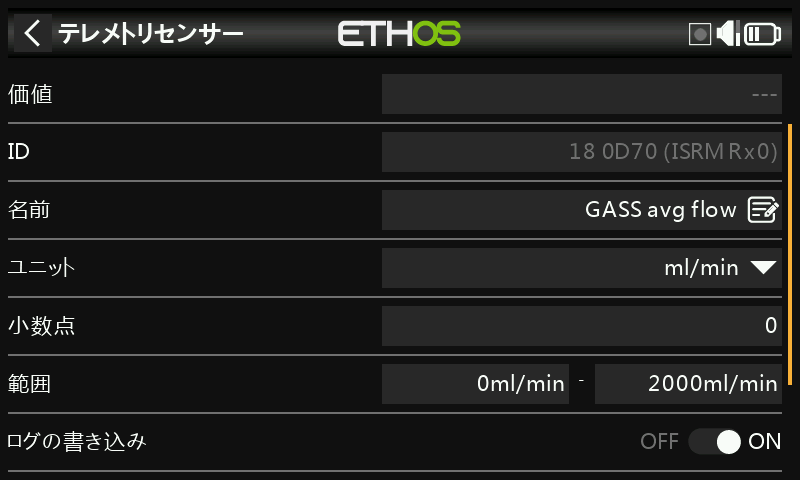 テレメトリセンサー ETHOS
価値 ---
ID 18 0D70 (ISRM Rx0)
名前 GASS avg flow
ユニット ml/min
小数点 0
範囲 0ml/min - 2000ml/min
ログの書き込み OFF ON